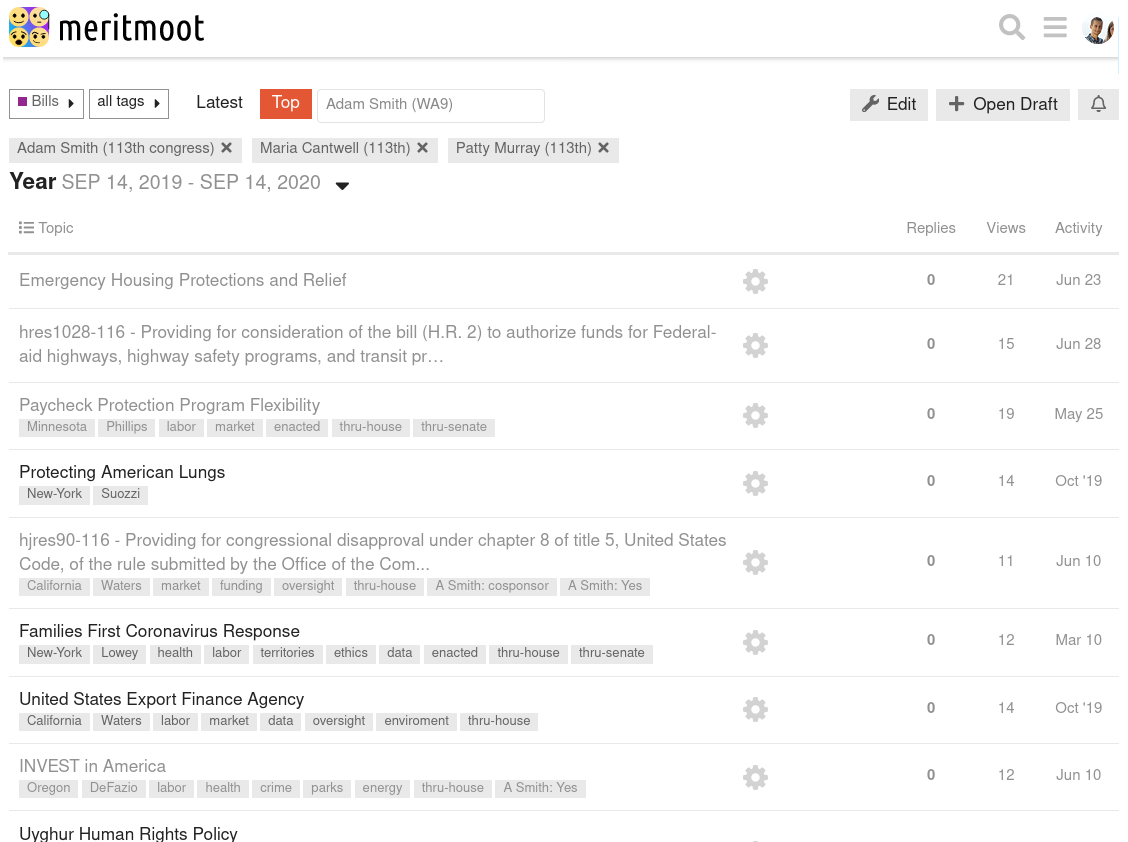 meritmoot
Bills all tags Latest Top Adam Smith (WA9) Edit Open Draft
Adam Smith (113th congress) Maria Cantwell (113th) Patty Murray (113th)
Year SEP 14, 2019 - SEP 14, 2020
Topic Replies Views Activity
Emergency Housing Protections and Relief 0 21 Jun 23
hres1028-116 - Providing for consideration of the bill (H.R. 2) to authorize funds for Federal-
aid highways, highway safety programs, and transit pr… 0 15 Jun 28
Paycheck Protection Program Flexibility 0 19 May 25
Minnesota Phillips labor market enacted thru-house thru-senate
Protecting American Lungs 0 14 Oct '19
New-York Suozzi
hjres90-116 - Providing for congressional disapproval under chapter 8 of title 5, United States
Code, of the rule submitted by the Office of the Com... 0 11 Jun 10
California Waters market funding oversight thru-house A Smith: cosponsor A Smith: Yes
Families First Coronavirus Response 0 12 Mar 10
New-York Lowey health labor territories ethics data enacted thru-house thru-senate
United States Export Finance Agency 0 14 Oct '19
California Waters labor market data oversight enviroment thru-house
INVEST in America 0 12 Jun 10
Oregon DeFazio labor health crime parks energy thru-house A Smith: Yes
Uyghur Human Rights Policy